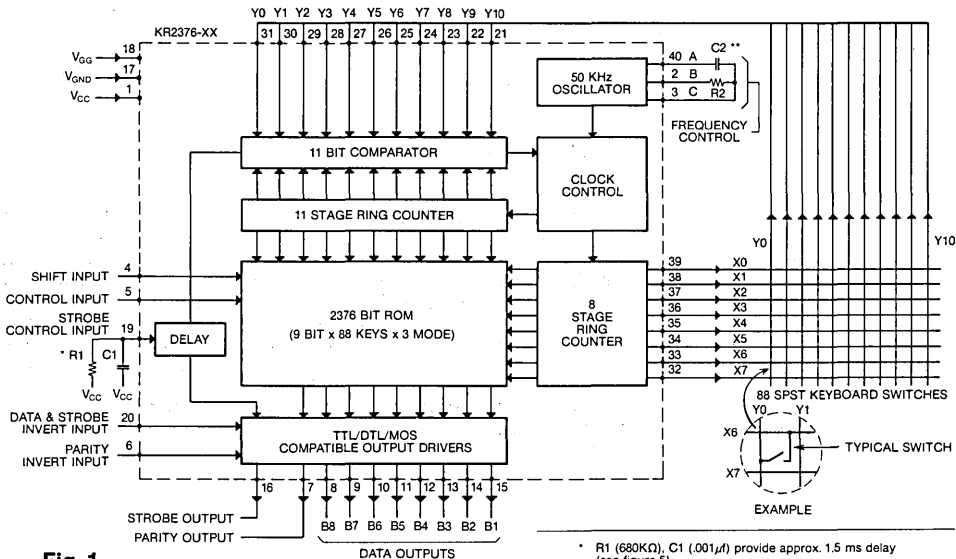 Y0 Y1 Y2 Y3 Y4 Y5 Y6 Y7 Y8 Y9 Y10
KR2376-XX
31 30 29 28 27 26 25 24 23 22 21
VGG 18
VGND 17
VCC 1
50 KHz
OSCILLATOR
40 A C2 **
2 B
R2
3 C
FREQUENCY
CONTROL
11 BIT COMPARATOR
CLOCK
CONTROL
11 STAGE RING COUNTER
Y0
Y10
SHIFT INPUT 4
CONTROL INPUT 5
STROBE
CONTROL INPUT 19
DELAY
* R1 C1
VCC VCC
2376 BIT ROM
(9 BIT x 88 KEYS x 3 MODE)
8
STAGE
RING
COUNTER
39 X0
38 X1
37 X2
36 X3
35 X4
34 X5
33 X6
32 X7
88 SPST KEYBOARD SWITCHES
DATA & STROBE
INVERT INPUT 20
PARITY
INVERT INPUT 6
TTL/DTL/MOS
COMPATIBLE OUTPUT DRIVERS
Y0 Y1
X6
TYPICAL SWITCH
X7
EXAMPLE
16 7 8 9 10 11 12 13 14 15
STROBE OUTPUT
PARITY OUTPUT
B8 B7 B6 B5 B4 B3 B2 B1
DATA OUTPUTS
* R1 (680KΩ), C1 (.001μf) provide approx. 1.5 ms delay
(see figure 5)
Fig. 1